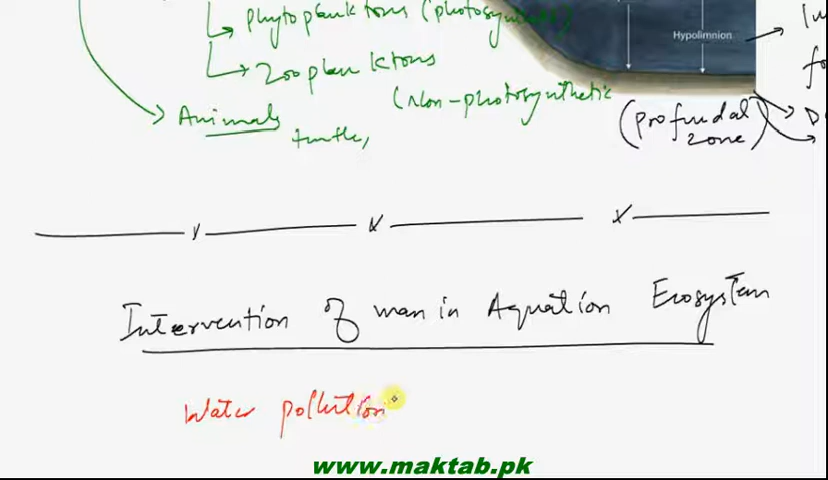 ↳ phytoplanktons (photosynthetic)
Hypolimnion
↳ Zooplanktons
(Non-photosynthetic
Animals
turtle,
(profundal zone)
Intervention of man in Aquation Ecosystem
Water pollution
www.maktab.pk